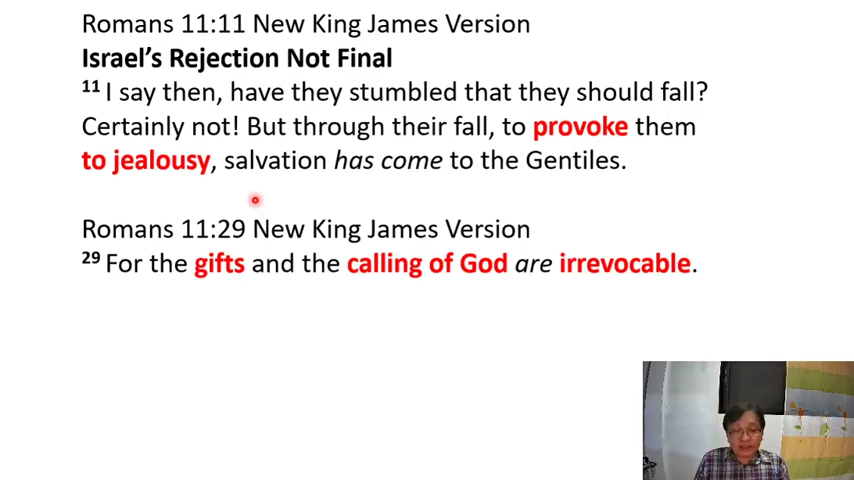 Romans 11:11 New King James Version
Israel’s Rejection Not Final
11 I say then, have they stumbled that they should fall?
Certainly not! But through their fall, to provoke them
to jealousy, salvation has come to the Gentiles.
Romans 11:29 New King James Version
29 For the gifts and the calling of God are irrevocable.